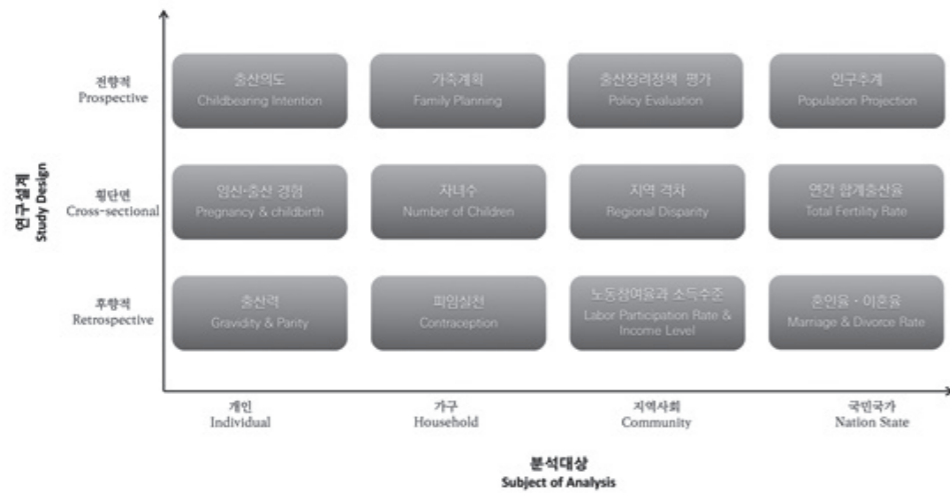 연구설계
Study Design
전향적
Prospective
출산의도
Childbearing Intention
가족계획
Family Planning
출산장려정책 평가
Policy Evaluation
인구추계
Population Projection
횡단면
Cross-sectional
임신·출산 경험
Pregnancy & childbirth
자녀수
Number of Children
지역 격차
Regional Disparity
연간 합계출산율
Total Fertility Rate
후향적
Retrospective
출산력
Gravidity & Parity
피임실천
Contraception
노동참여율과 소득수준
Labor Participation Rate &
Income Level
혼인율·이혼율
Marriage & Divorce Rate
개인
Individual
가구
Household
지역사회
Community
국민국가
Nation State
분석대상
Subject of Analysis